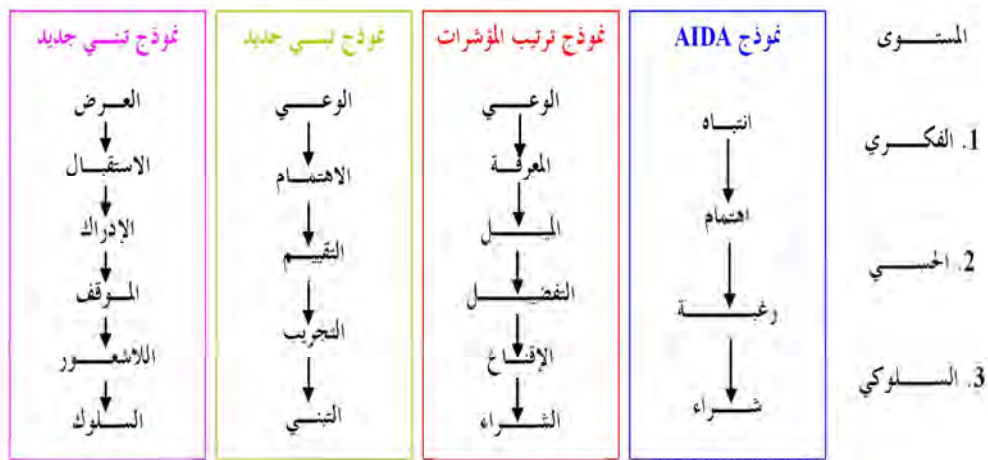 المستوى
1. الفكري
2. الحسي
3. السلوكي
نموذج AIDA
انتباه
اهتمام
رغبة
شراء
نموذج ترتيب المؤشرات
الوعي
المعرفة
الميل
التفضيل
الإقناع
الشراء
نموذج تبني جديد
الوعي
الاهتمام
التقييم
التجريب
التبني
نموذج تبني جديد
العرض
الاستقبال
الإدراك
الموقف
اللاشعور
السلوك